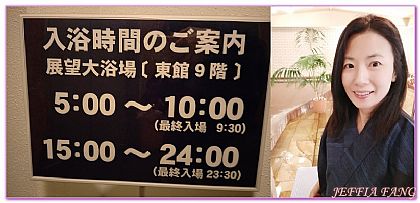 入浴時間のご案内
展望大浴場〔東館9階〕
5:00～10:00
(最終入場 9:30)
15:00～24:00
(最終入場 23:30)
JEFFIA FANG